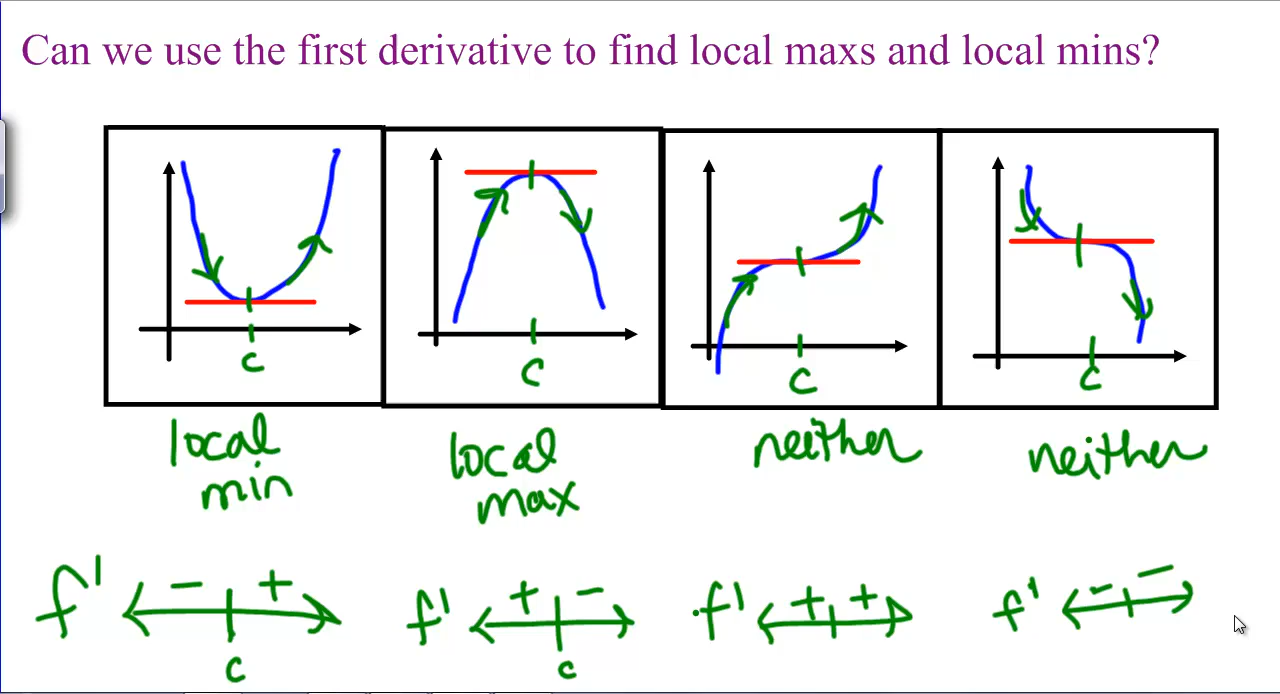 Can we use the first derivative to find local maxs and local mins?
c
c
c
c
local
min
local
max
neither
neither
f' - +
c
f' + -
c
f' + +
f' - -